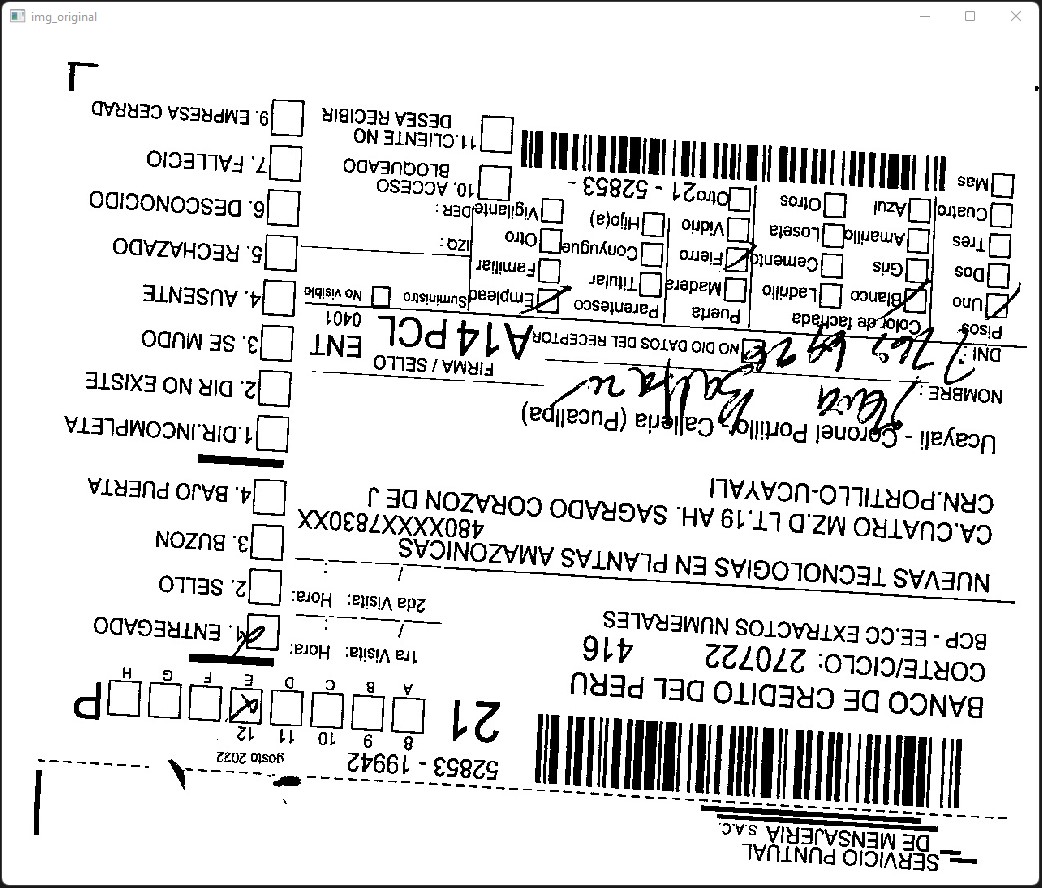 img_original
SERVICIO PUNTUAL
DE MENSAJERIA S.A.C.
52853 - 19942
gosto 2022
21
8 9 10 11 12
A B C D E F G H
P
BANCO DE CREDITO DEL PERU
CORTE/CICLO: 270722 416
BCP - EE.CC EXTRACTOS NUMERALES
1ra Visita: / Hora: :
2da Visita: / Hora: :
1. ENTREGADO
2. SELLO
3. BUZON
4. BAJO PUERTA
NUEVAS TECNOLOGIAS EN PLANTAS AMAZONICAS
480XXXXX7830XX
CA.CUATRO MZ.D LT.19 AH. SAGRADO CORAZON DE J
CRN.PORTILLO-UCAYALI
Ucayali - Coronel Portillo - Calleria (Pucallpa)
1.DIR.INCOMPLETA
2. DIR NO EXISTE
3. SE MUDO
4. AUSENTE
5. RECHAZADO
6. DESCONOCIDO
7. FALLECIO
9. EMPRESA CERRAD
NOMBRE:
DNI:
FIRMA / SELLO
NO DIO DATOS DEL RECEPTOR
A14PCL
ENT
0401
Pisos
Uno
Dos
Tres
Cuatro
Mas
Color de fachada
Blanco
Gris
Amarillo
Azul
Ladrillo
Cemento
Loseta
Otros
Puerta
Madera
Fierro
Vidrio
Otro
Parentesco
Titular
Conyugue
Hijo(a)
Emplead
Familiar
Otro
Vigilante
Suministro
No visible
IZQ:
DER:
21 - 52853 -
10. ACCESO
BLOQUEADO
11.CLIENTE NO
DESEA RECIBIR